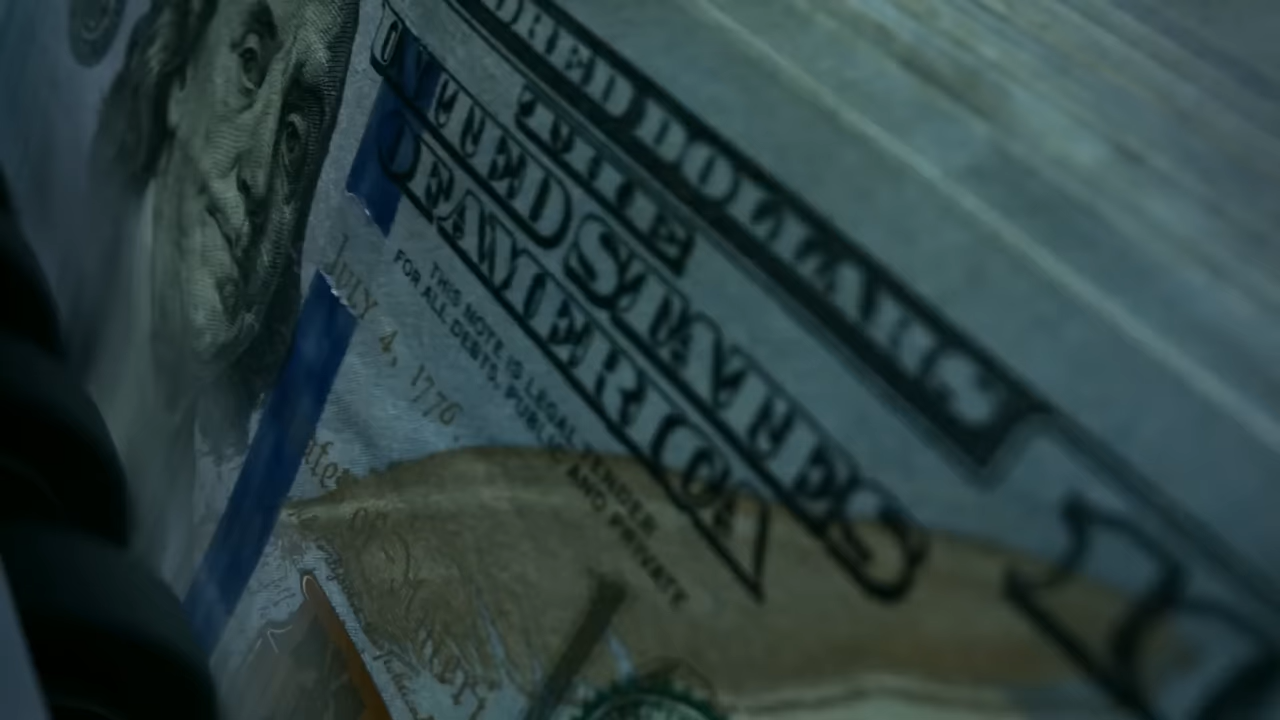 DRED DOLLARS
THE
UNITED STATES
OF AMERICA
THIS NOTE IS LEGAL TENDER
FOR ALL DEBTS, PUBLIC AND PRIVATE
July 4, 1776